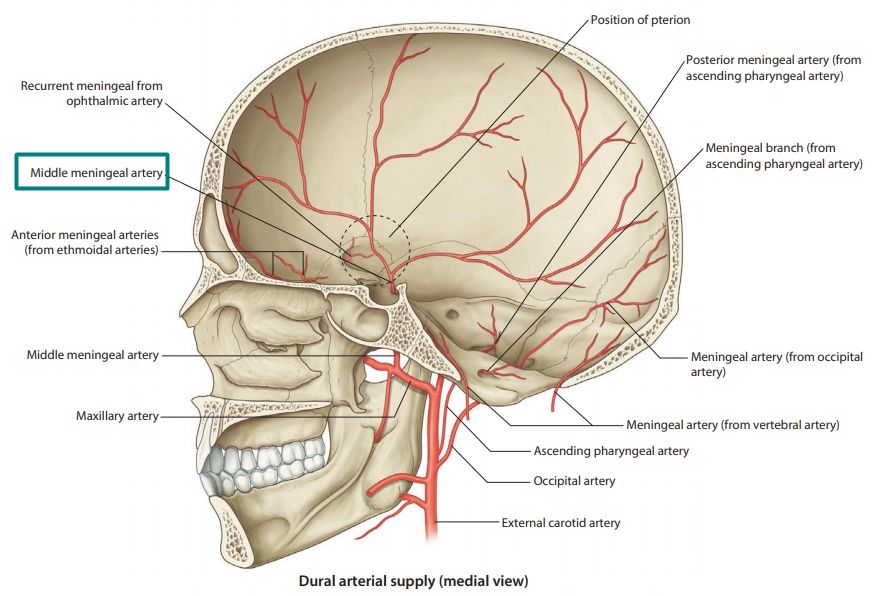 Position of pterion
Posterior meningeal artery (from
ascending pharyngeal artery)
Recurrent meningeal from
ophthalmic artery
Meningeal branch (from
ascending pharyngeal artery)
Middle meningeal artery
Anterior meningeal arteries
(from ethmoidal arteries)
Middle meningeal artery
Meningeal artery (from occipital
artery)
Maxillary artery
Meningeal artery (from vertebral artery)
Ascending pharyngeal artery
Occipital artery
External carotid artery
Dural arterial supply (medial view)